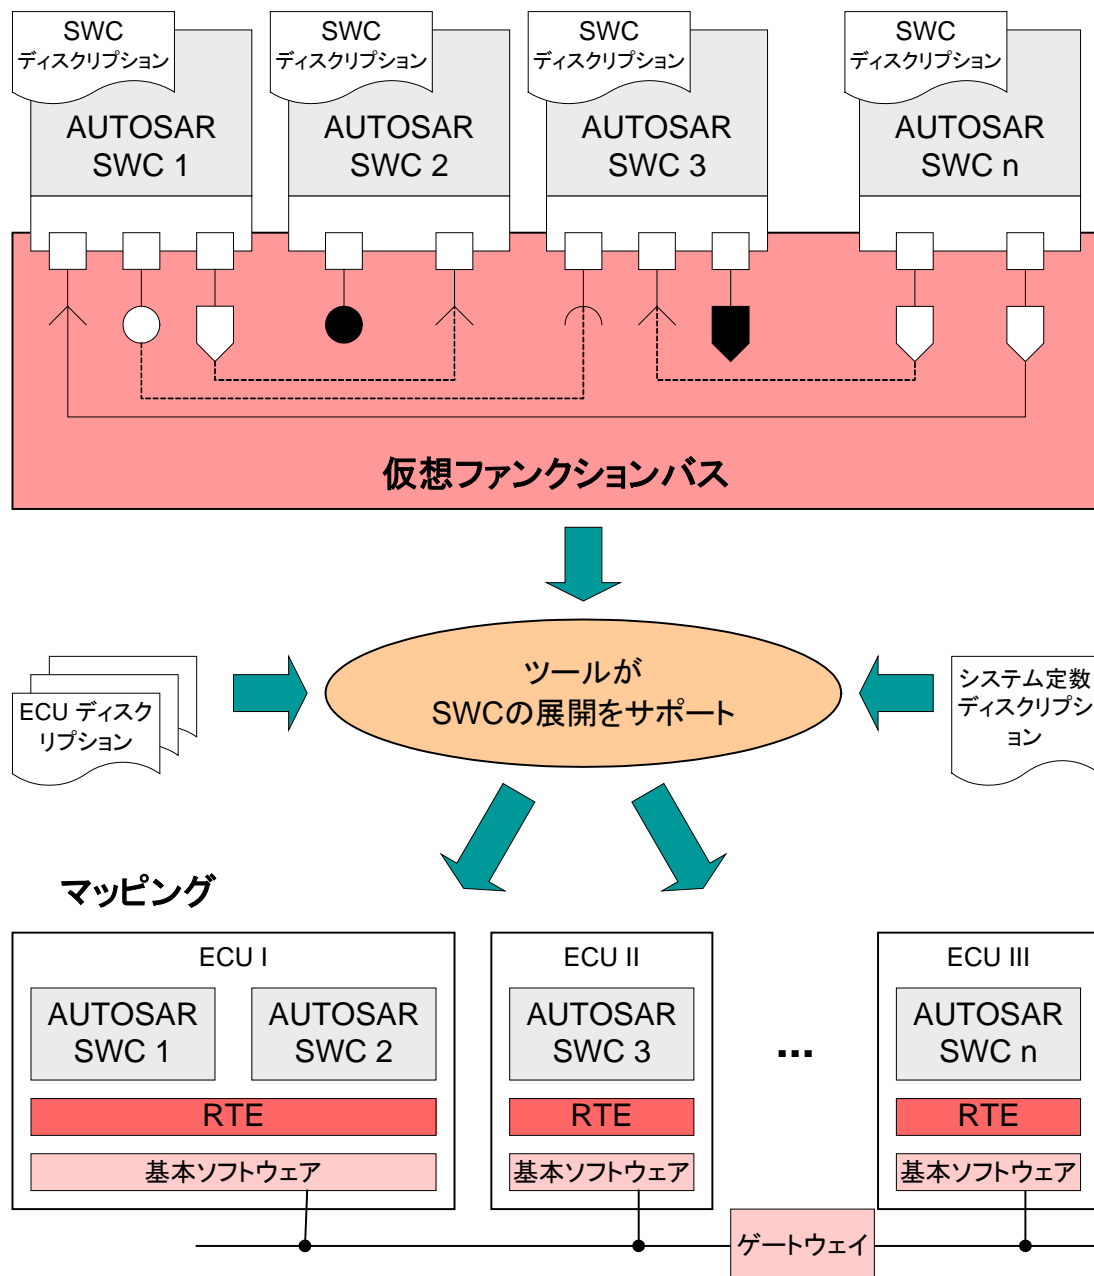 SWC
ディスクリプション
SWC
ディスクリプション
SWC
ディスクリプション
SWC
ディスクリプション
AUTOSAR
SWC 1
AUTOSAR
SWC 2
AUTOSAR
SWC 3
AUTOSAR
SWC n
仮想ファンクションバス
ツールが
SWCの展開をサポート
ECU ディスク
リプション
システム定数
ディスクリプシ
ョン
マッピング
ECU I
AUTOSAR
SWC 1
AUTOSAR
SWC 2
RTE
基本ソフトウェア
ECU II
AUTOSAR
SWC 3
RTE
基本ソフトウェア
...
ECU III
AUTOSAR
SWC n
RTE
基本ソフトウェア
ゲートウェイ